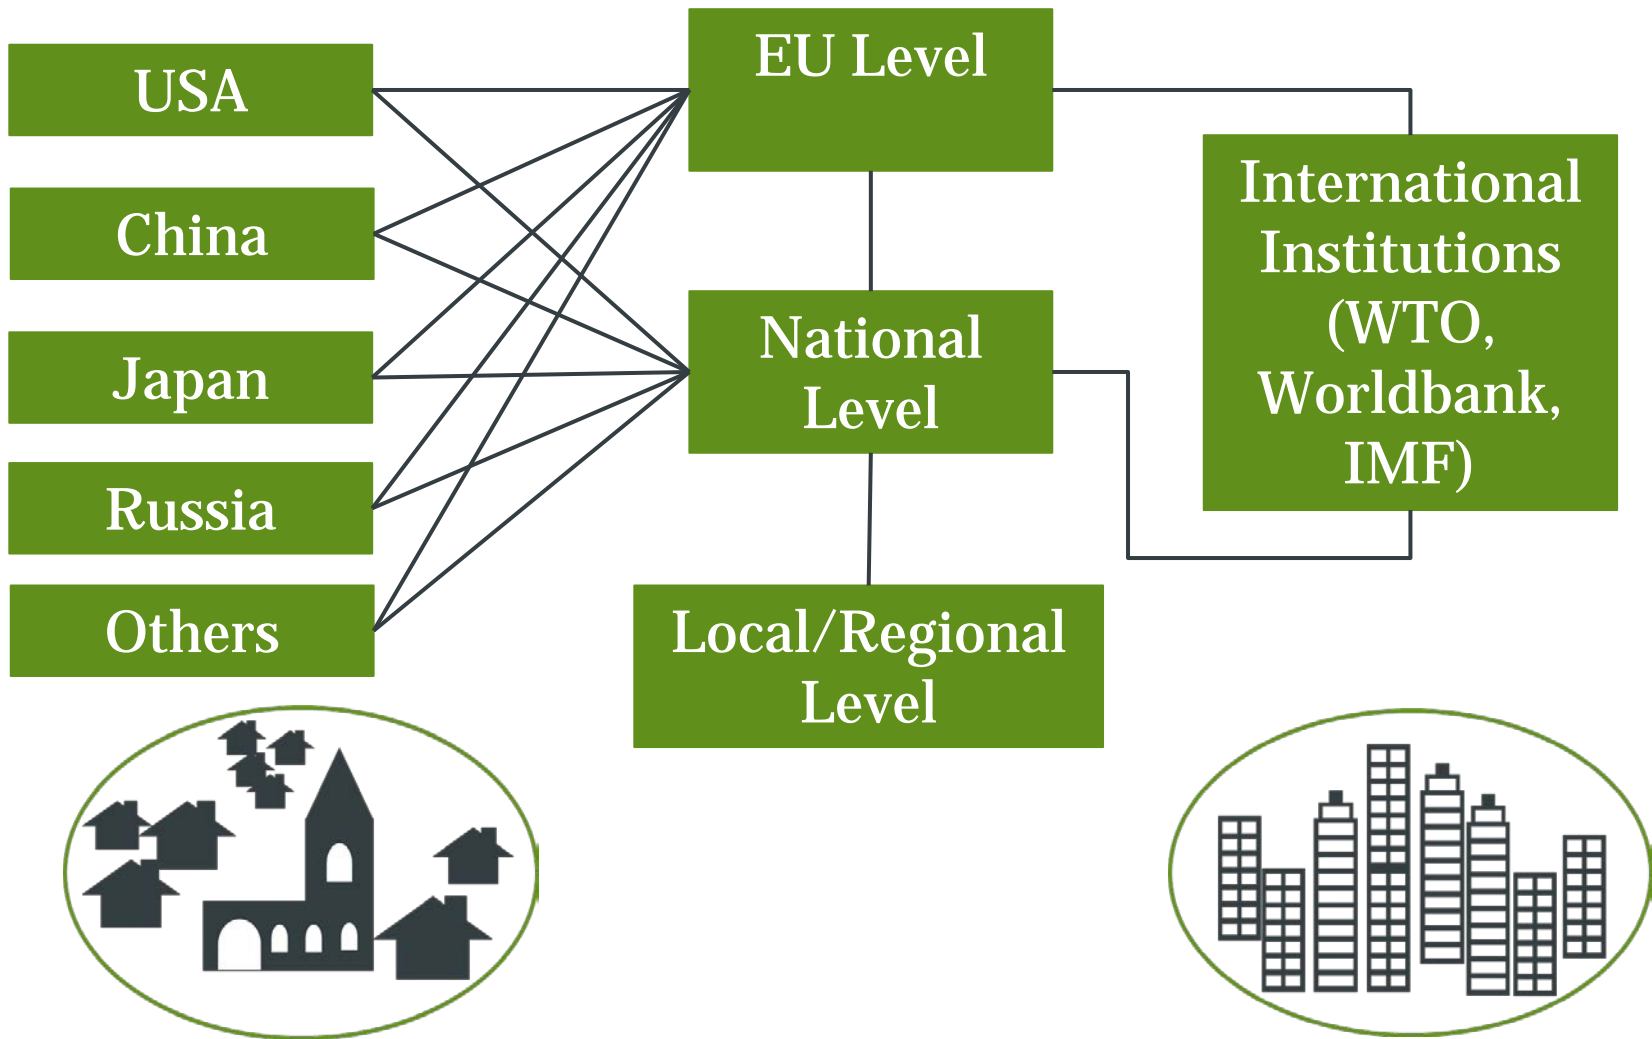 USA
China
Japan
Russia
Others
EU Level
National
Level
Local/Regional
Level
International
Institutions
(WTO,
Worldbank,
IMF)